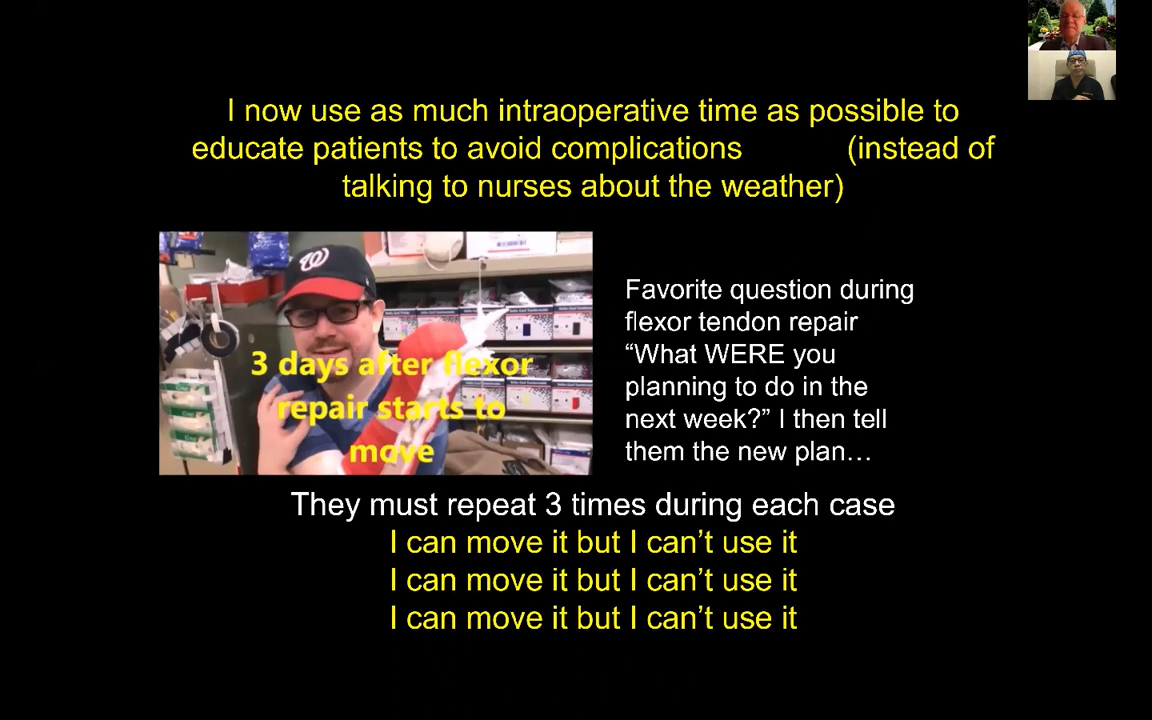 I now use as much intraoperative time as possible to
educate patients to avoid complications (instead of
talking to nurses about the weather)
W
3 days after flexor
repair starts to
move
Favorite question during
flexor tendon repair
“What WERE you
planning to do in the
next week?” I then tell
them the new plan…
They must repeat 3 times during each case
I can move it but I can’t use it
I can move it but I can’t use it
I can move it but I can’t use it